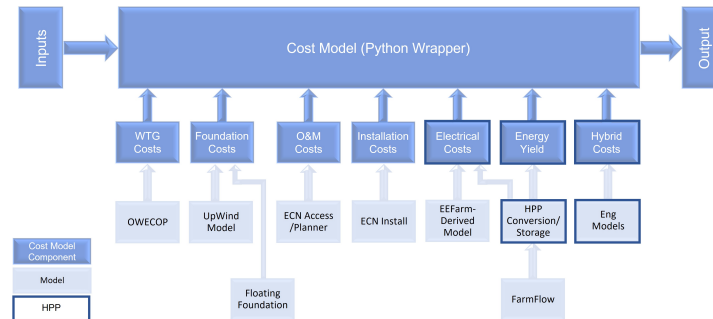 Inputs
Cost Model (Python Wrapper)
Output
WTG
Costs
Foundation
Costs
O&M
Costs
Installation
Costs
Electrical
Costs
Energy
Yield
Hybrid
Costs
OWECOP
UpWind
Model
ECN Access
/Planner
ECN Install
EEFarm-
Derived
Model
HPP
Conversion/
Storage
Eng
Models
Cost Model
Component
Model
HPP
Floating
Foundation
FarmFlow